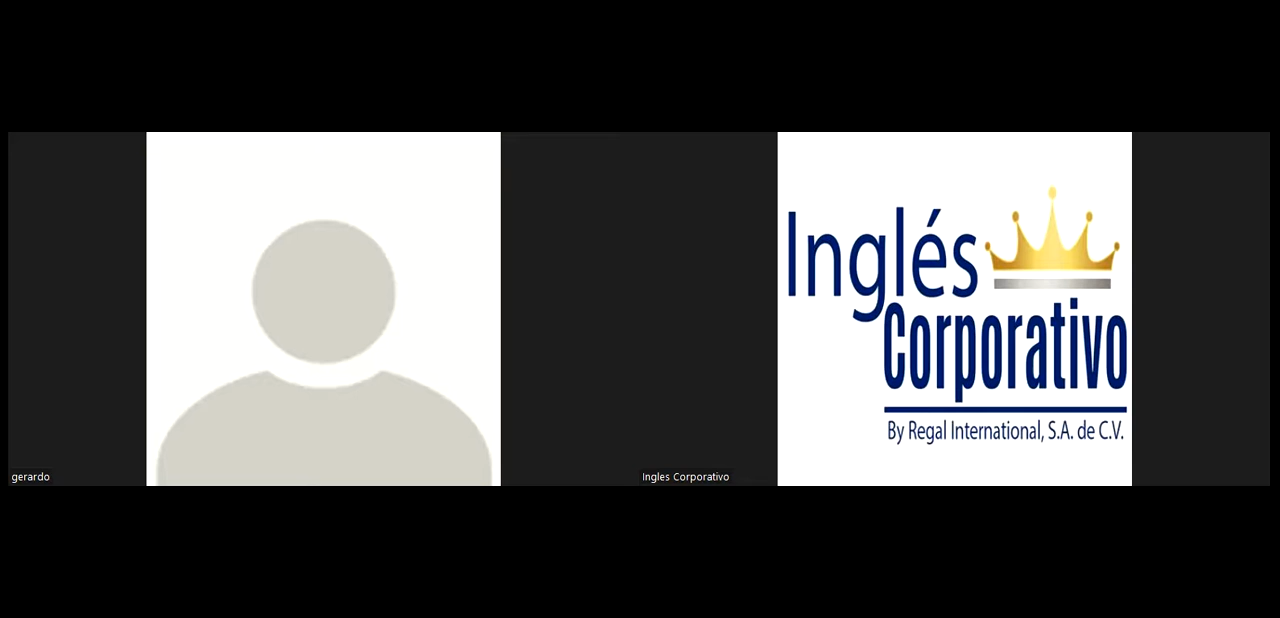 Inglés
Corporativo
By Regal International, S.A. de C.V.
gerardo
Ingles Corporativo